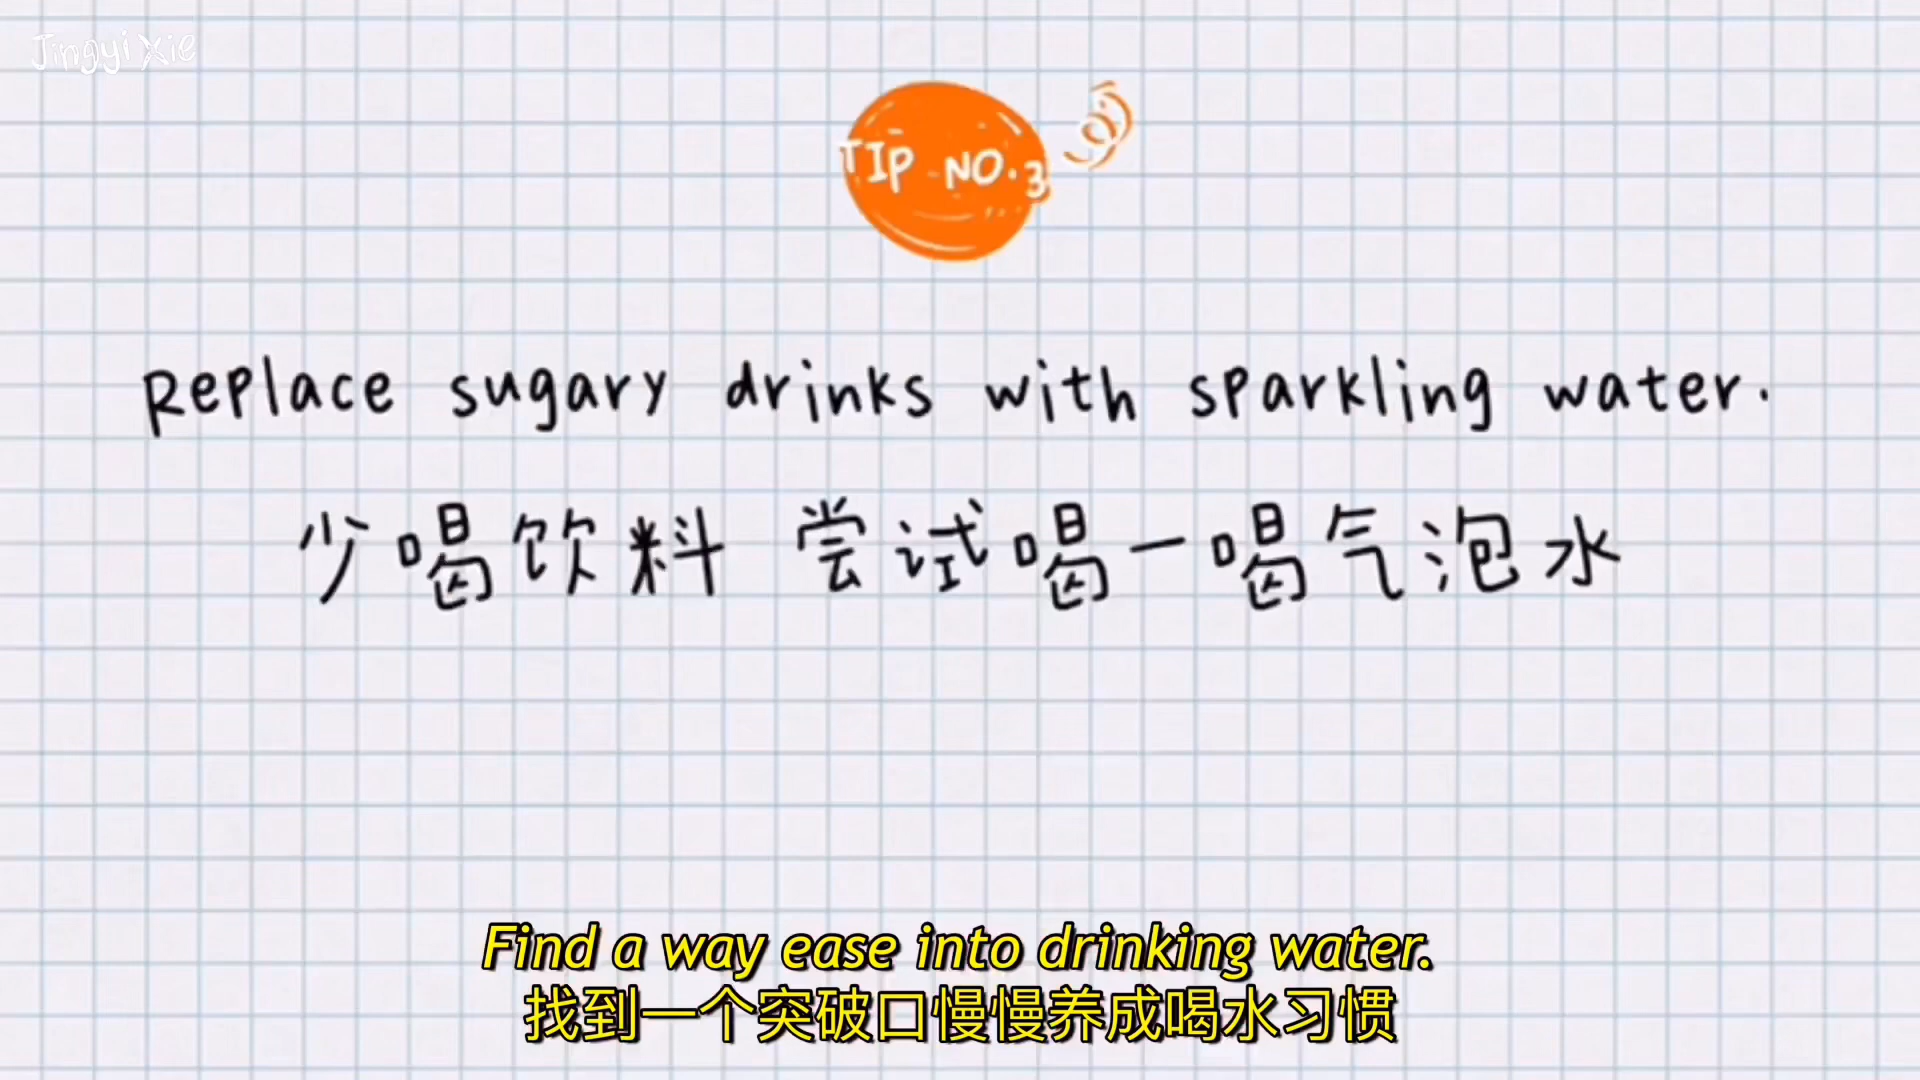 Jingyi Xie
TIP NO.3
Replace sugary drinks with sparkling water.
少喝饮料 尝试喝一喝气泡水
Find a way ease into drinking water.
找到一个突破口慢慢养成喝水习惯